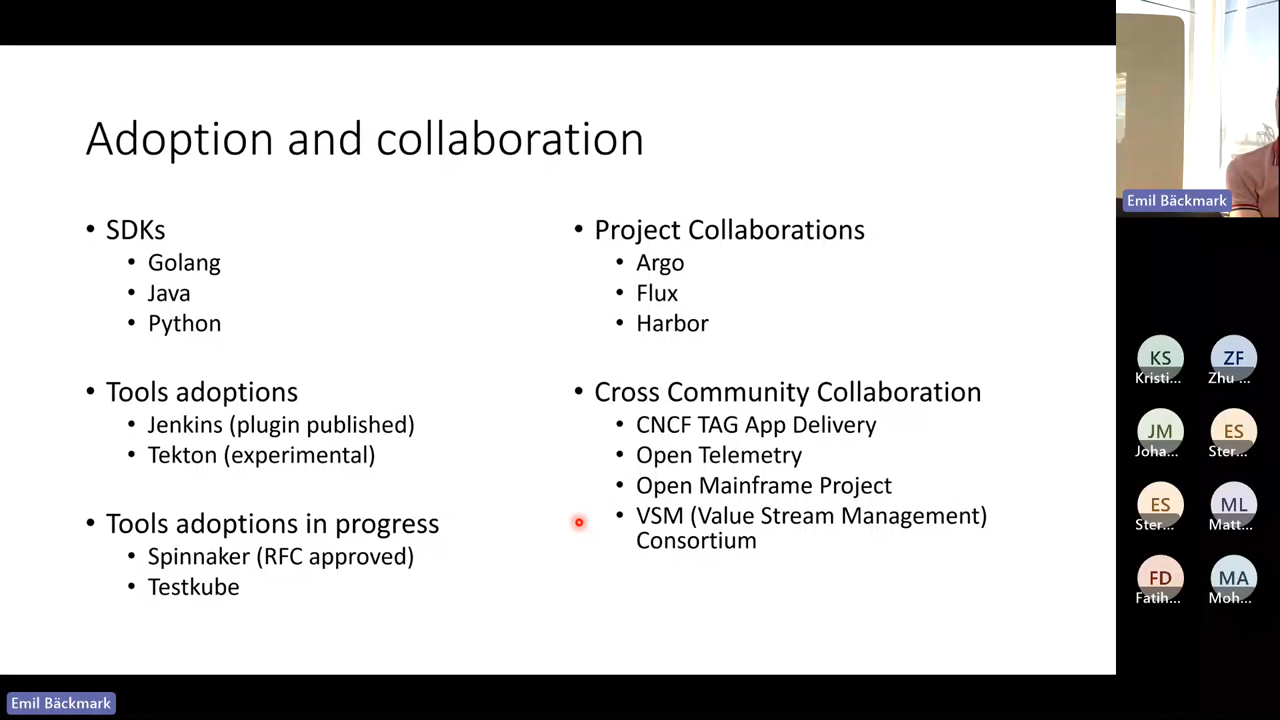 Adoption and collaboration
• SDKs
• Golang
• Java
• Python
• Tools adoptions
• Jenkins (plugin published)
• Tekton (experimental)
• Tools adoptions in progress
• Spinnaker (RFC approved)
• Testkube
• Project Collaborations
• Argo
• Flux
• Harbor
• Cross Community Collaboration
• CNCF TAG App Delivery
• Open Telemetry
• Open Mainframe Project
• VSM (Value Stream Management)
Consortium
Emil Bäckmark
KS
Kristi...
ZF
Zhu ...
JM
Joha...
ES
Ster...
ES
Ster...
ML
Matt...
FD
Fatih...
MA
Moh...
Emil Bäckmark